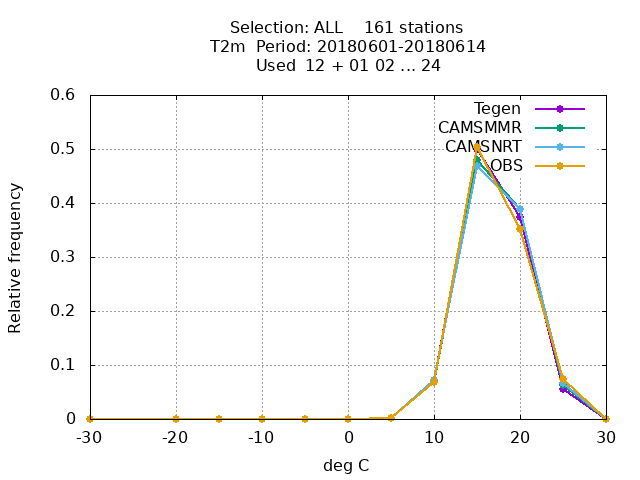 Selection: ALL    161 stations
T2m  Period: 20180601-20180614
Used  12 + 01 02 ... 24
Relative frequency
0.6
0.5
0.4
0.3
0.2
0.1
0
Tegen
CAMSMMR
CAMSNRT
OBS
-30 -20 -10 0 10 20 30
deg C